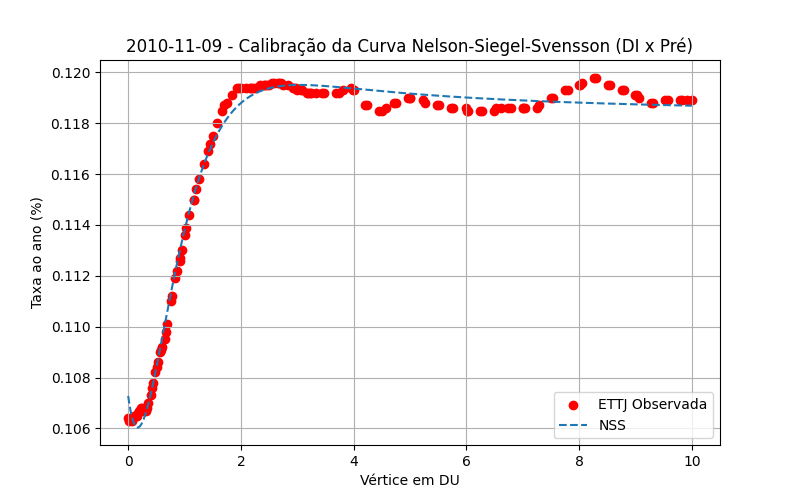 2010-11-09 - Calibração da Curva Nelson-Siegel-Svensson (DI x Pré)
Taxa ao ano (%)
0.120
0.118
0.116
0.114
0.112
0.110
0.108
0.106
0
2
4
6
8
10
Vértice em DU
ETTJ Observada
NSS